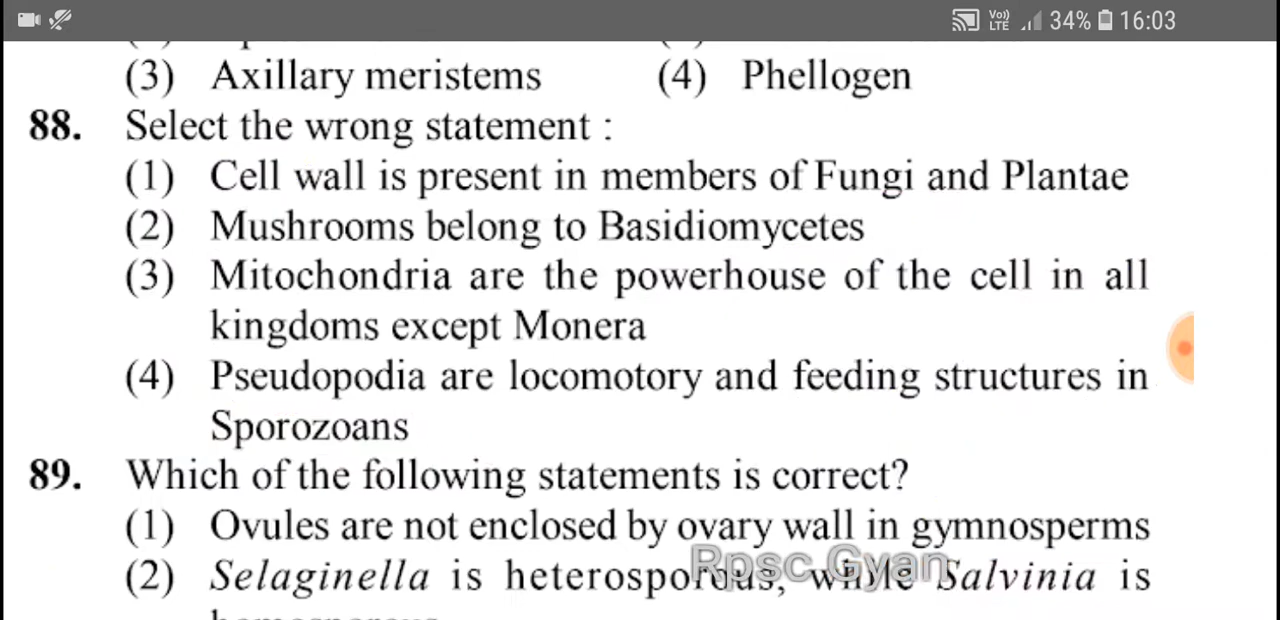 Vo) LTE 34% 16:03
(3) Axillary meristems (4) Phellogen
88. Select the wrong statement :
(1) Cell wall is present in members of Fungi and Plantae
(2) Mushrooms belong to Basidiomycetes
(3) Mitochondria are the powerhouse of the cell in all
kingdoms except Monera
(4) Pseudopodia are locomotory and feeding structures in
Sporozoans
89. Which of the following statements is correct?
(1) Ovules are not enclosed by ovary wall in gymnosperms
(2) Selaginella is heterosporous, while Salvinia is
Rpsc Gyan